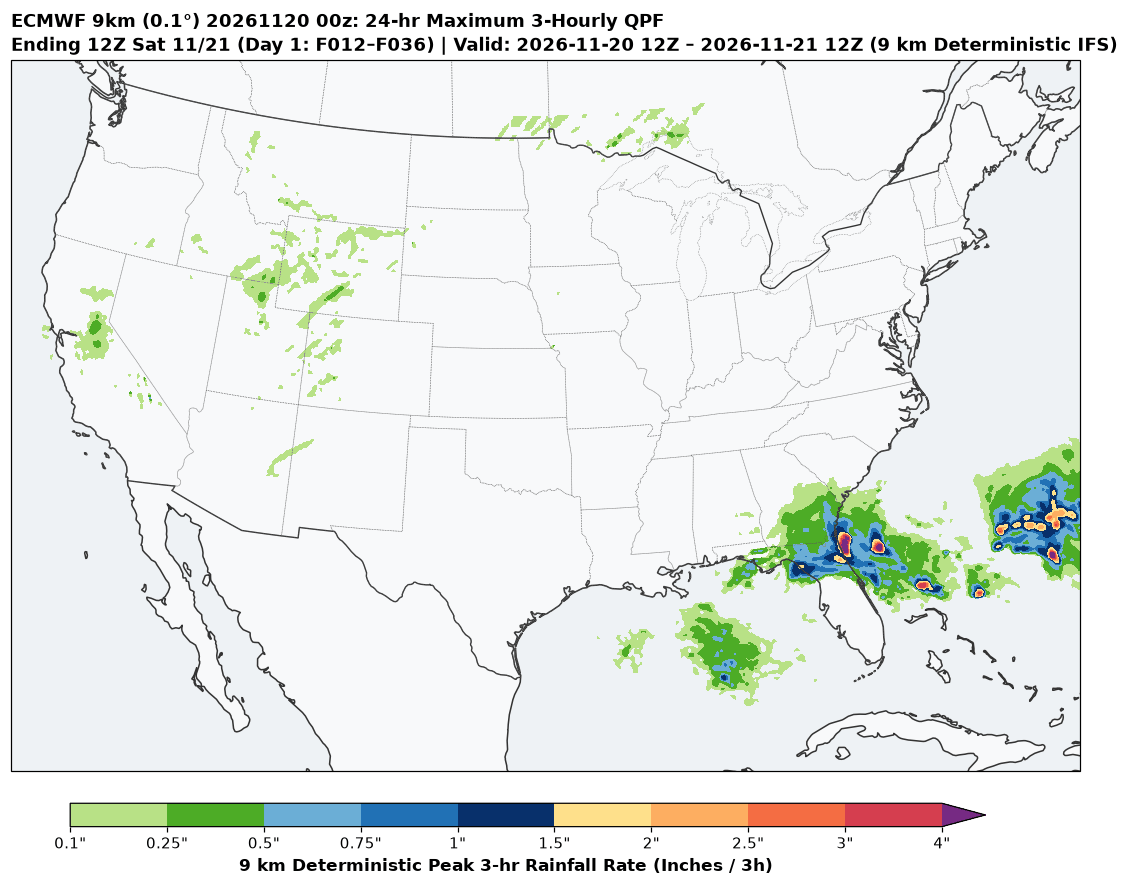 ECMWF 9km (0.1°) 20261120 00z: 24-hr Maximum 3-Hourly QPF
Ending 12Z Sat 11/21 (Day 1: F012–F036) | Valid: 2026-11-20 12Z – 2026-11-21 12Z (9 km Deterministic IFS)
0.1" 0.25" 0.5" 0.75" 1" 1.5" 2" 2.5" 3" 4"
9 km Deterministic Peak 3-hr Rainfall Rate (Inches / 3h)